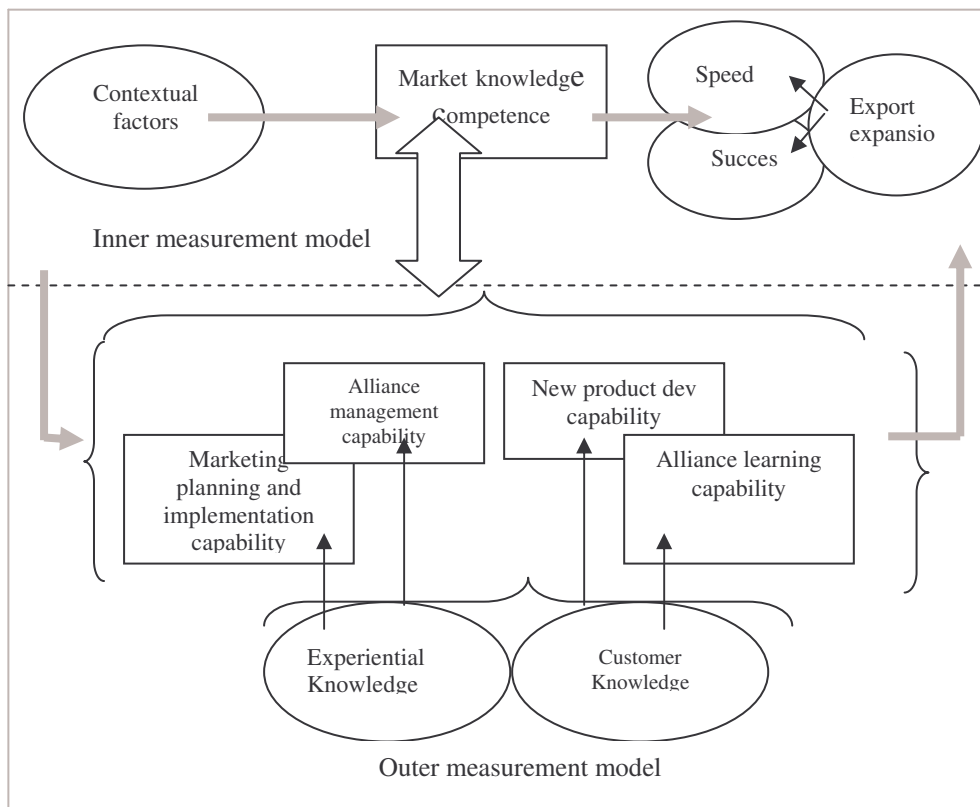 Contextual
factors
Market knowledge
competence
Speed
Succes
Export
expansio
Inner measurement model
Alliance
management
capability
New product dev
capability
Marketing
planning and
implementation
capability
Alliance learning
capability
Experiential
Knowledge
Customer
Knowledge
Outer measurement model